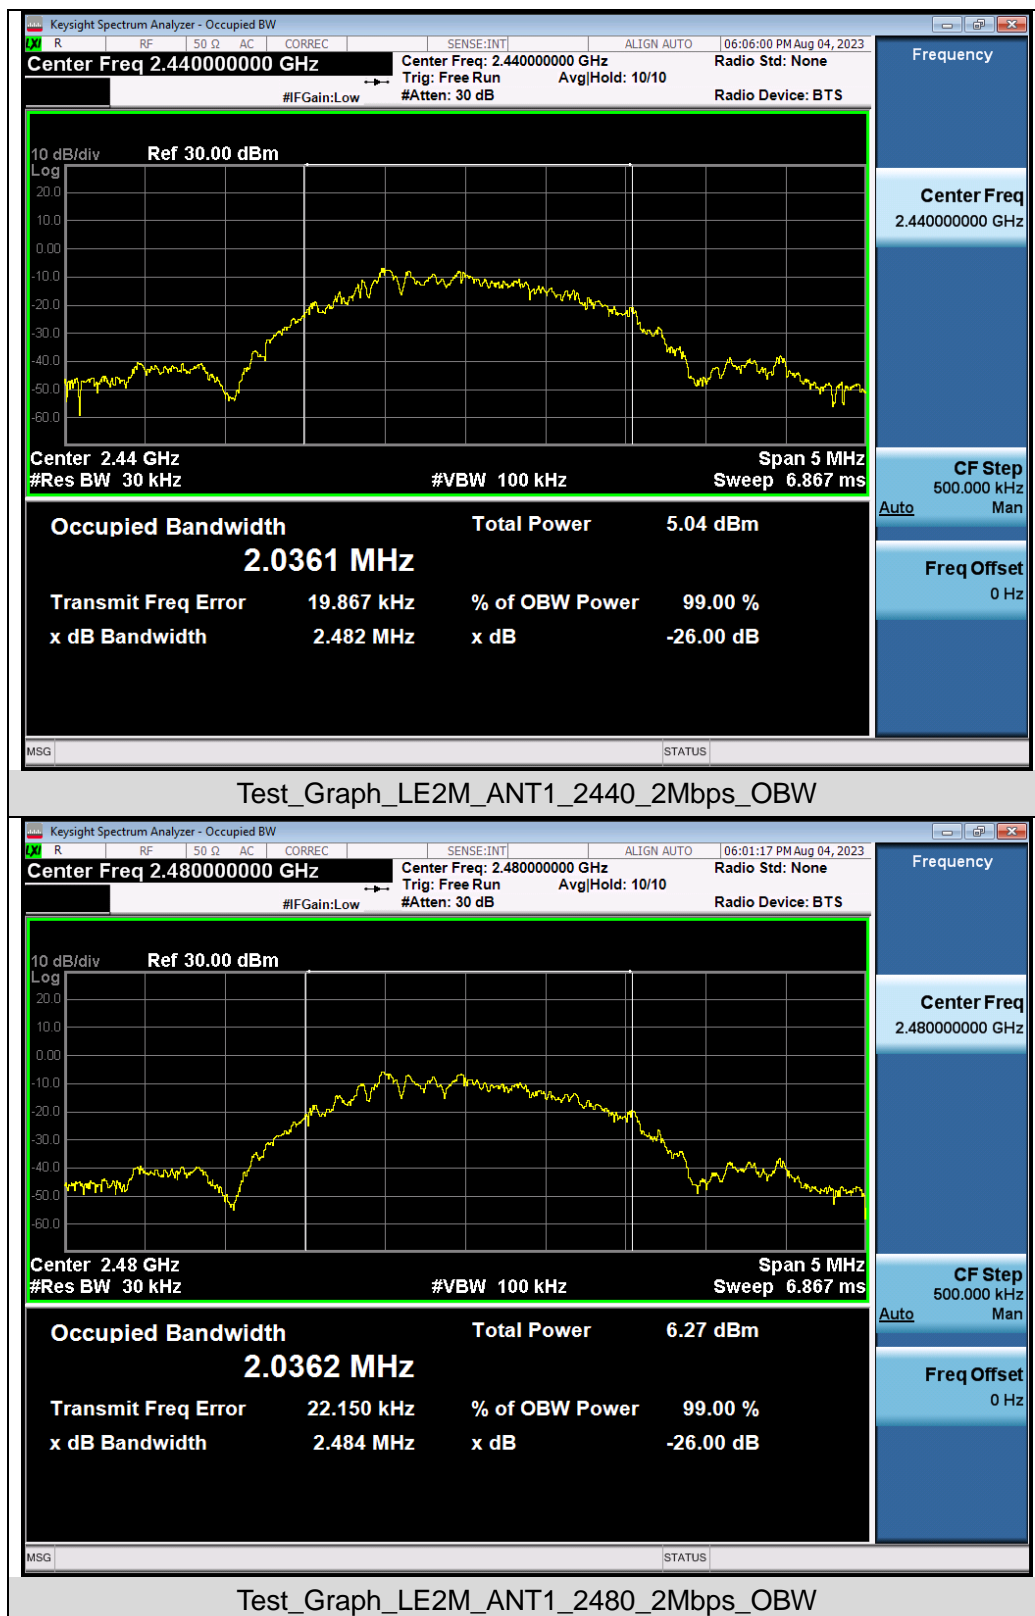 Keysight Spectrum Analyzer - Occupied BW
LXI R RF 50 Ω AC CORREC SENSE:INT ALIGN AUTO 06:06:00 PM Aug 04, 2023
Center Freq 2.440000000 GHz
Center Freq: 2.440000000 GHz
Radio Std: None
Trig: Free Run Avg|Hold: 10/10
#IFGain:Low
#Atten: 30 dB
Radio Device: BTS
Frequency
10 dB/div Ref 30.00 dBm
Log
20.0
10.0
0.00
-10.0
-20.0
-30.0
-40.0
-50.0
-60.0
Center Freq
2.440000000 GHz
Center 2.44 GHz Span 5 MHz
#Res BW 30 kHz #VBW 100 kHz Sweep 6.867 ms
CF Step
500.000 kHz
Auto Man
Freq Offset
0 Hz
Occupied Bandwidth Total Power 5.04 dBm
2.0361 MHz
Transmit Freq Error 19.867 kHz % of OBW Power 99.00 %
x dB Bandwidth 2.482 MHz x dB -26.00 dB
MSG STATUS
Test_Graph_LE2M_ANT1_2440_2Mbps_OBW
Keysight Spectrum Analyzer - Occupied BW
LXI R RF 50 Ω AC CORREC SENSE:INT ALIGN AUTO 06:01:17 PM Aug 04, 2023
Center Freq 2.480000000 GHz
Center Freq: 2.480000000 GHz
Radio Std: None
Trig: Free Run Avg|Hold: 10/10
#IFGain:Low
#Atten: 30 dB
Radio Device: BTS
Frequency
10 dB/div Ref 30.00 dBm
Log
20.0
10.0
0.00
-10.0
-20.0
-30.0
-40.0
-50.0
-60.0
Center Freq
2.480000000 GHz
Center 2.48 GHz Span 5 MHz
#Res BW 30 kHz #VBW 100 kHz Sweep 6.867 ms
CF Step
500.000 kHz
Auto Man
Freq Offset
0 Hz
Occupied Bandwidth Total Power 6.27 dBm
2.0362 MHz
Transmit Freq Error 22.150 kHz % of OBW Power 99.00 %
x dB Bandwidth 2.484 MHz x dB -26.00 dB
MSG STATUS
Test_Graph_LE2M_ANT1_2480_2Mbps_OBW